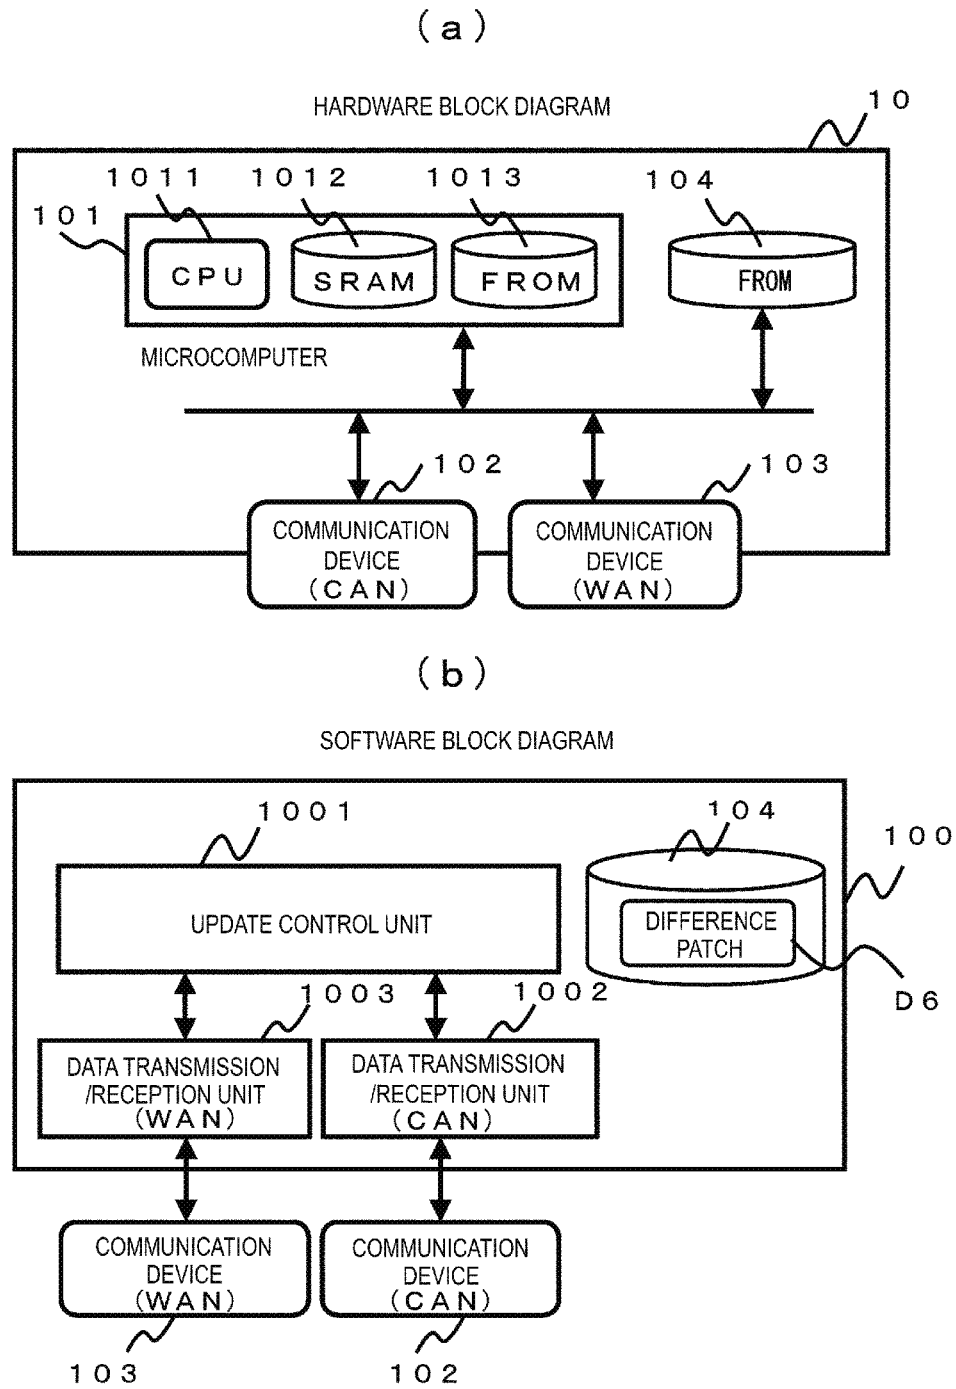 (a)
HARDWARE BLOCK DIAGRAM
10
1011
1012
1013
104
101
CPU
SRAM
FROM
FROM
MICROCOMPUTER
102
103
COMMUNICATION
DEVICE
(CAN)
COMMUNICATION
DEVICE
(WAN)
(b)
SOFTWARE BLOCK DIAGRAM
1001
104
100
UPDATE CONTROL UNIT
DIFFERENCE
PATCH
D6
1003
1002
DATA TRANSMISSION
/RECEPTION UNIT
(WAN)
DATA TRANSMISSION
/RECEPTION UNIT
(CAN)
COMMUNICATION
DEVICE
(WAN)
COMMUNICATION
DEVICE
(CAN)
103
102